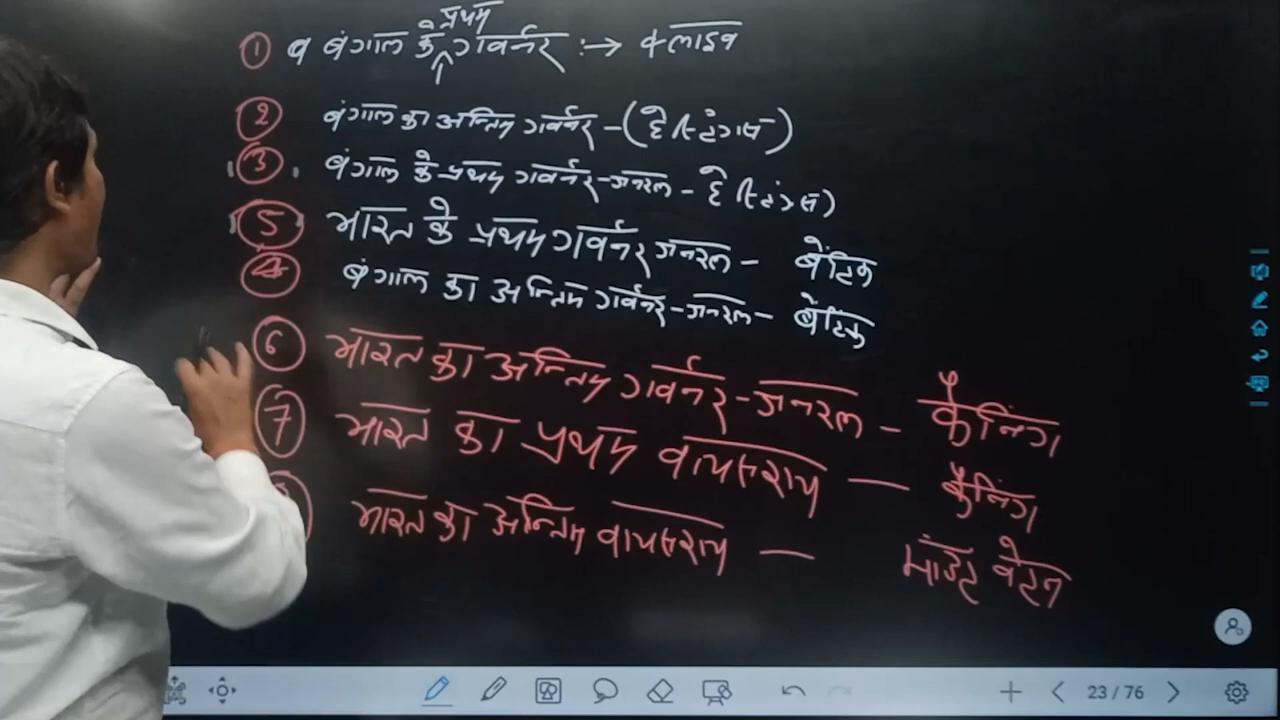 ① व बंगाल के प्रथम गवर्नर :→ क्लाइव
② बंगाल का अन्तिम गवर्नर - (हेस्टिंग्स)
③ बंगाल के प्रथम गवर्नर-जनरल - हेस्टिंग्स)
⑤ भारत के प्रथम गवर्नर जनरल - बेंटिक
④ बंगाल का अन्तिम गवर्नर-जनरल - बेंटिक
⑥ भारत का अन्तिम गवर्नर-जनरल - कैनिंग
⑦ भारत का प्रथम वायसराय — कैनिंग
भारत का अन्तिम वायसराय — मांउट वेटन
23 / 76